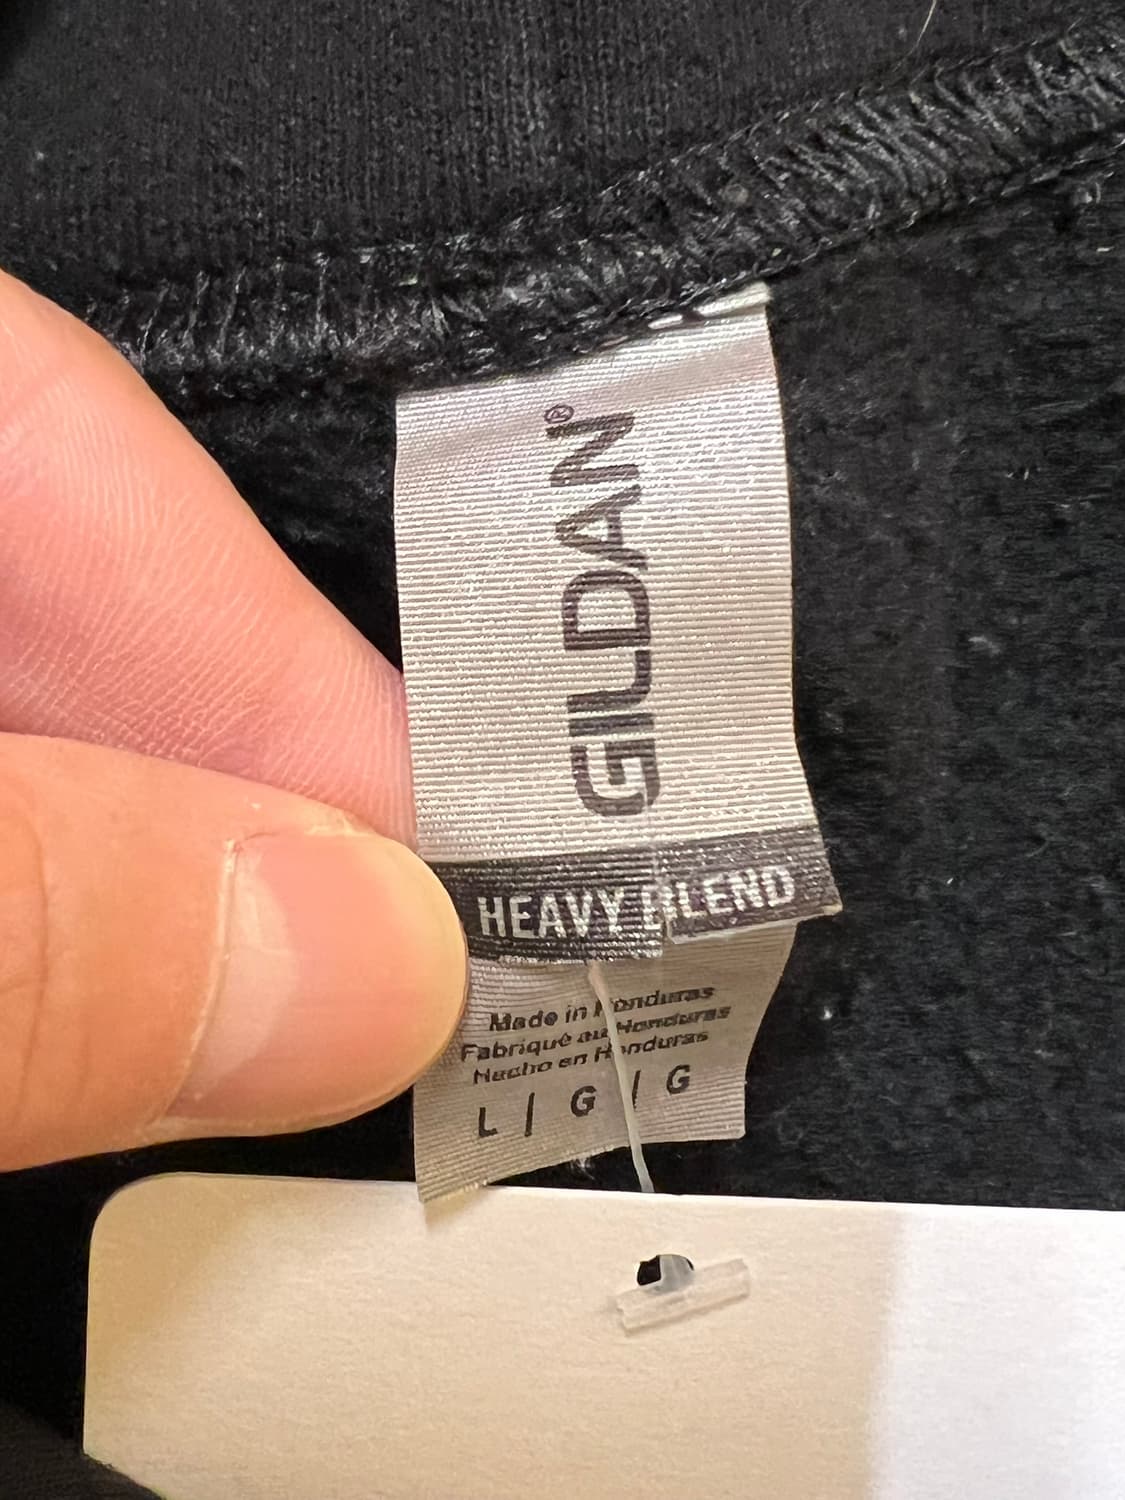 GILDAN®
HEAVY BLEND
Made in Honduras
Fabriqué au Honduras
Hecho en Honduras
L | G | G